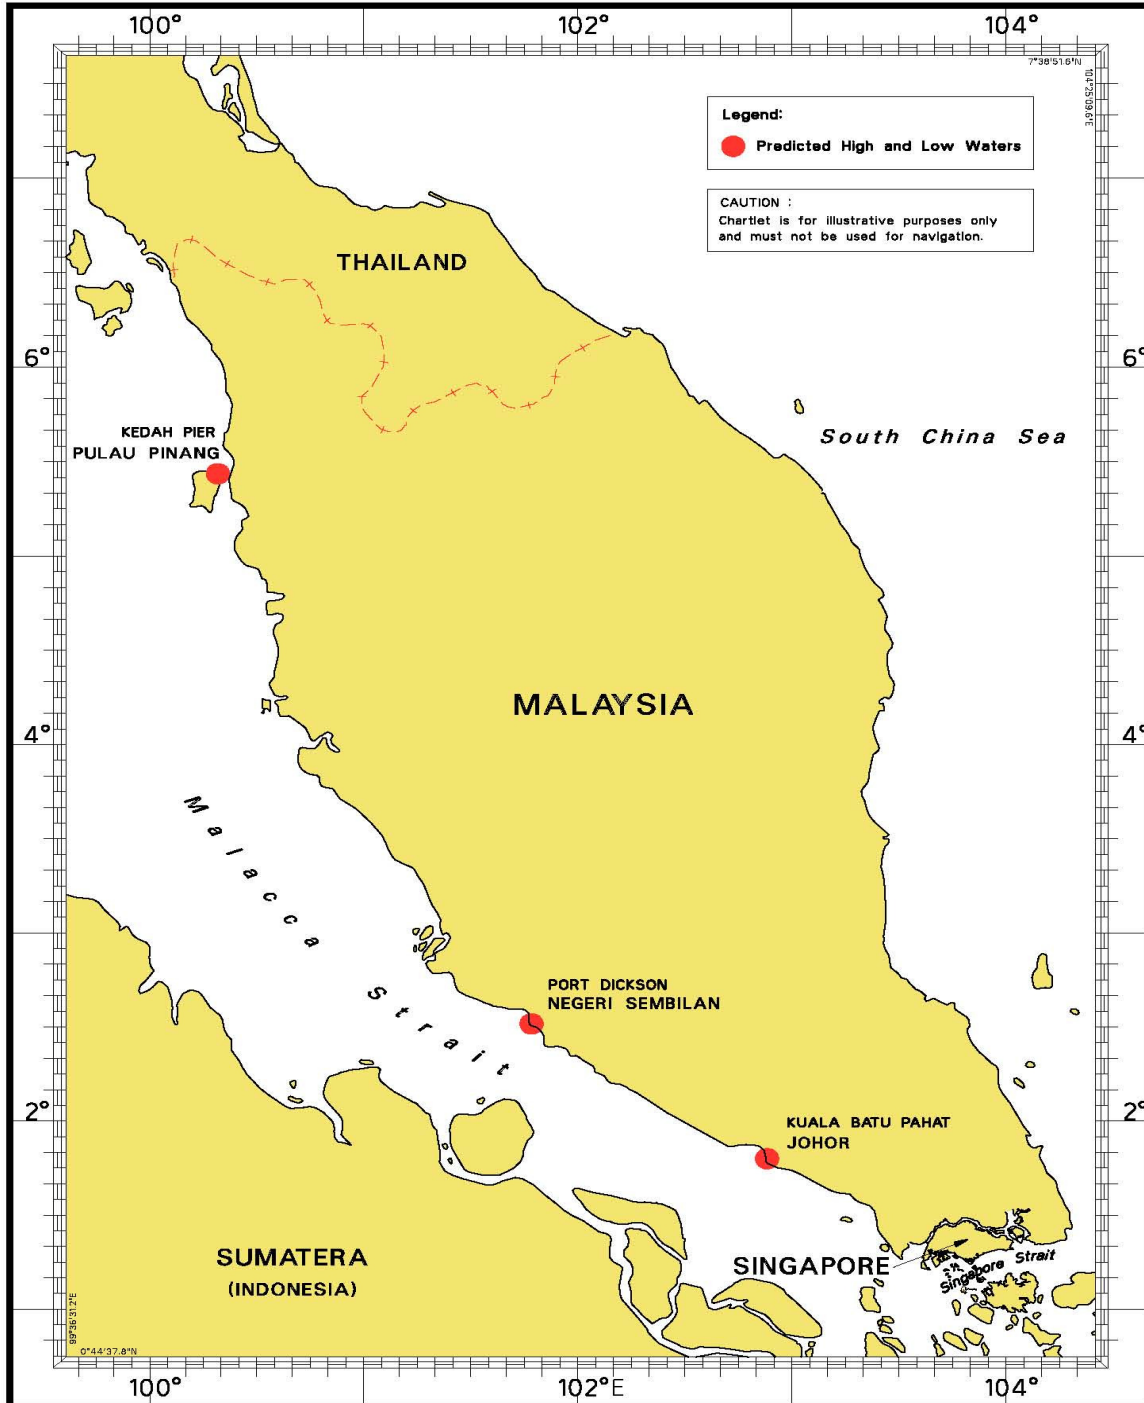 100°
102°
104°
7°38'51.6"N
104°25'09.6"E
Legend:
Predicted High and Low Waters
CAUTION :
Chartlet is for illustrative purposes only
and must not be used for navigation.
THAILAND
6°
6°
KEDAH PIER
PULAU PINANG
South China Sea
MALAYSIA
4°
4°
Malacca Strait
PORT DICKSON
NEGERI SEMBILAN
2°
2°
KUALA BATU PAHAT
JOHOR
SUMATERA
(INDONESIA)
SINGAPORE
Singapore Strait
99°36'31.2"E
0°44'37.8"N
100°
102°E
104°